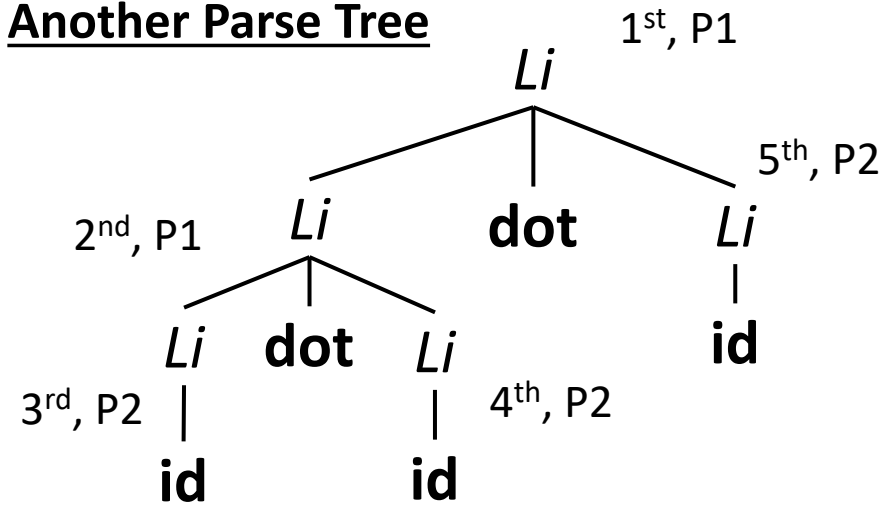 Another Parse Tree
1st, P1
Li
5th, P2
2nd, P1
Li dot Li
Li dot Li id
3rd, P2 4th, P2
id id